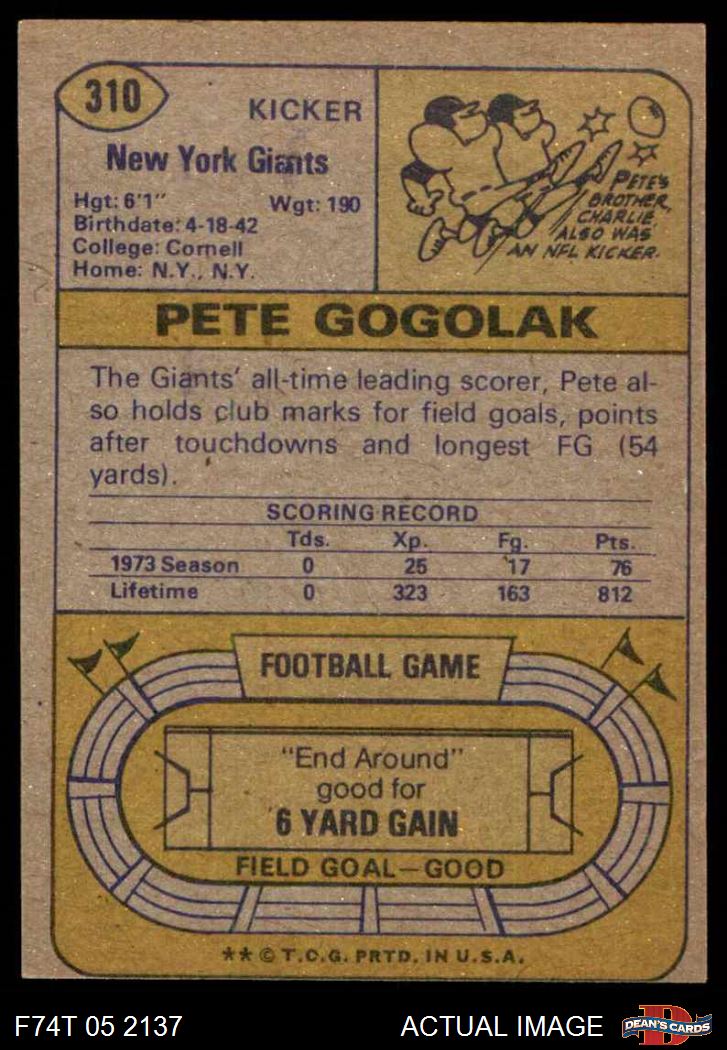 310
KICKER
New York Giants
Hgt: 6'1" Wgt: 190
Birthdate: 4-18-42
College: Cornell
Home: N.Y., N.Y.
PETE'S
BROTHER,
CHARLIE
ALSO WAS
AN NFL KICKER.
PETE GOGOLAK
The Giants' all-time leading scorer, Pete al-
so holds club marks for field goals, points
after touchdowns and longest FG (54
yards).
SCORING RECORD
Tds. Xp. Fg. Pts.
1973 Season 0 25 17 76
Lifetime 0 323 163 812
FOOTBALL GAME
"End Around"
good for
6 YARD GAIN
FIELD GOAL—GOOD
** © T.C.G. PRTD. IN U.S.A.
F74T 05 2137 ACTUAL IMAGE
D
DEAN'S CARDS